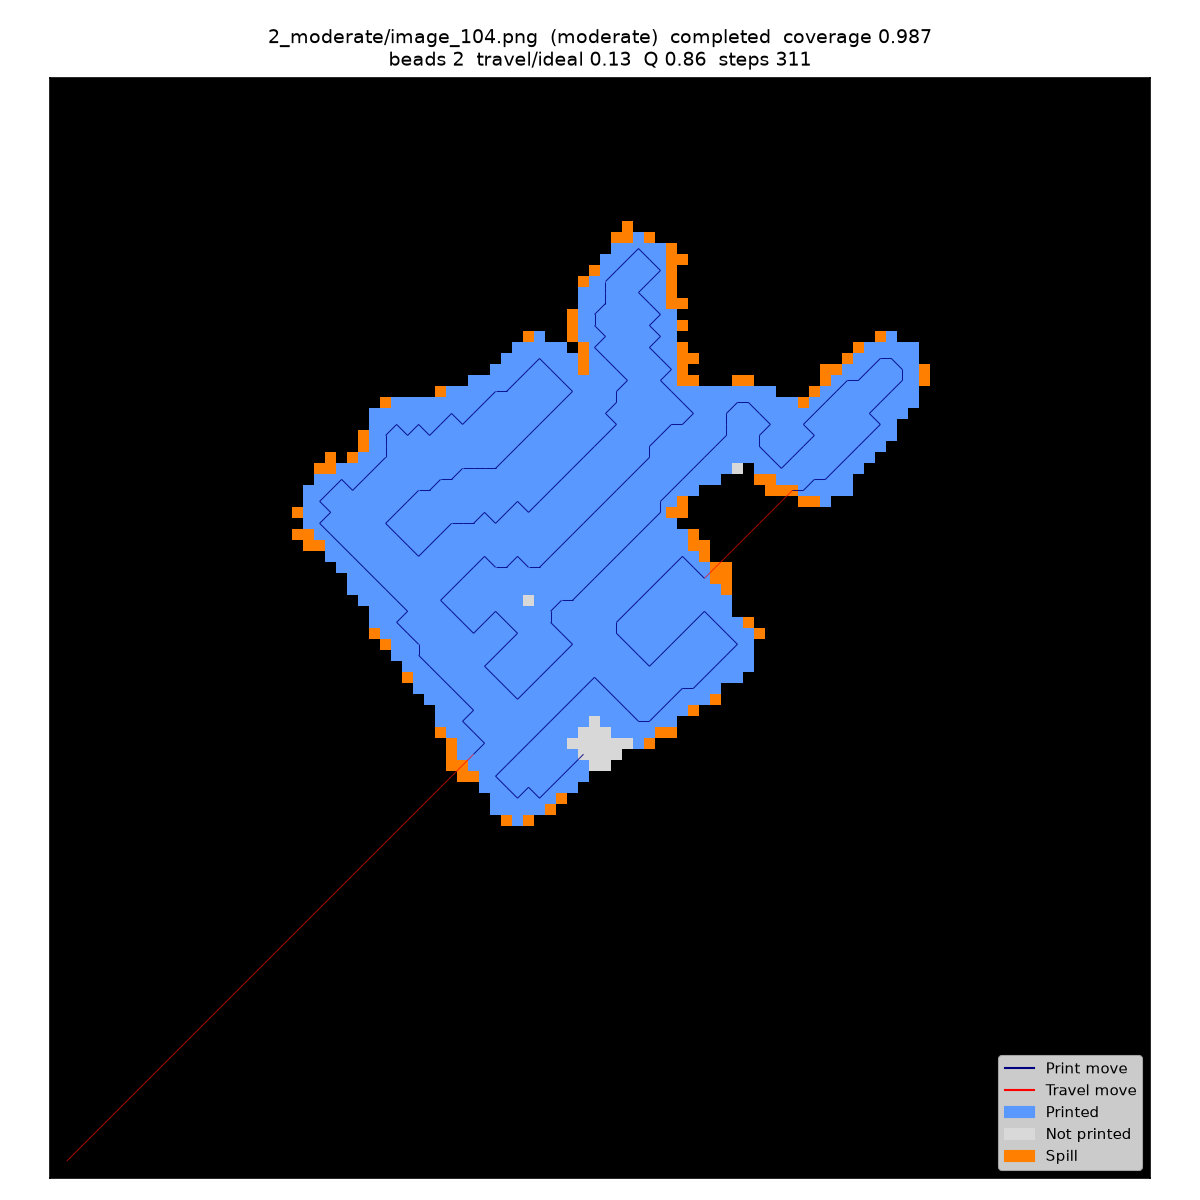 2_moderate/image_104.png  (moderate)  completed  coverage 0.987
beads 2  travel/ideal 0.13  Q 0.86  steps 311
Print move
Travel move
Printed
Not printed
Spill